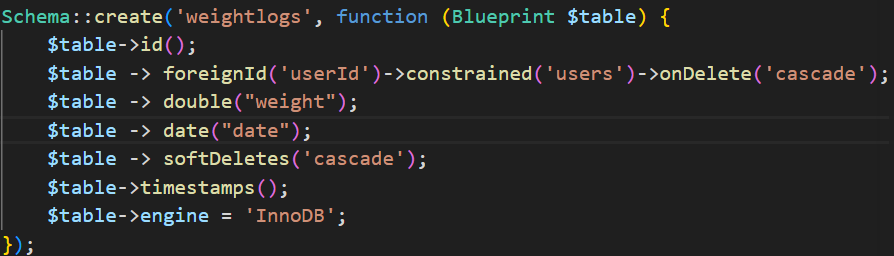 Schema::create('weightlogs', function (Blueprint $table) {
    $table->id();
    $table -> foreignId('userId')->constrained('users')->onDelete('cascade');
    $table -> double("weight");
    $table -> date("date");
    $table -> softDeletes('cascade');
    $table->timestamps();
    $table->engine = 'InnoDB';
});